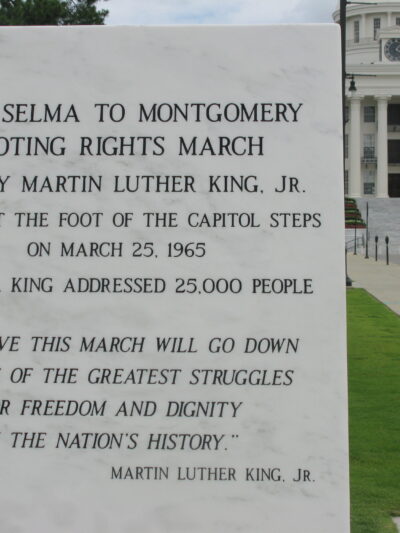 SELMA TO MONTGOMERY
OTING RIGHTS MARCH
Y MARTIN LUTHER KING, JR.
T THE FOOT OF THE CAPITOL STEPS
ON MARCH 25, 1965
. KING ADDRESSED 25,000 PEOPLE
VE THIS MARCH WILL GO DOWN
OF THE GREATEST STRUGGLES
R FREEDOM AND DIGNITY
THE NATION'S HISTORY."
MARTIN LUTHER KING, JR.